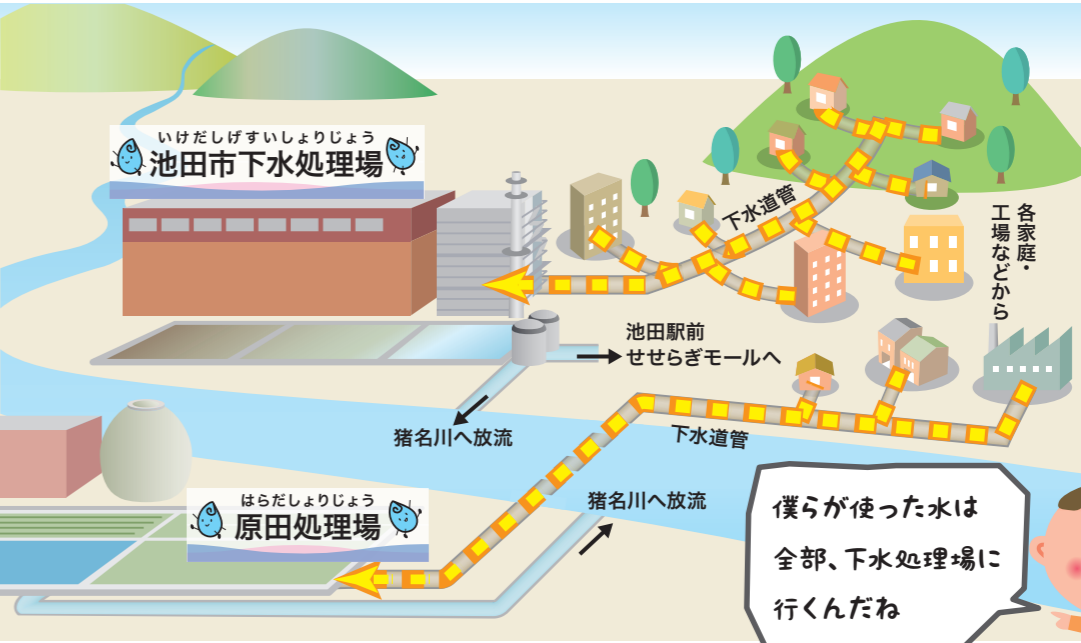 いけだしげすいしょりじょう
池田市下水処理場
下水道管
各家庭・
工場などから
池田駅前
せせらぎモールへ
猪名川へ放流
下水道管
はらだしょりじょう
原田処理場
猪名川へ放流
僕らが使った水は
全部、下水処理場に
行くんだね